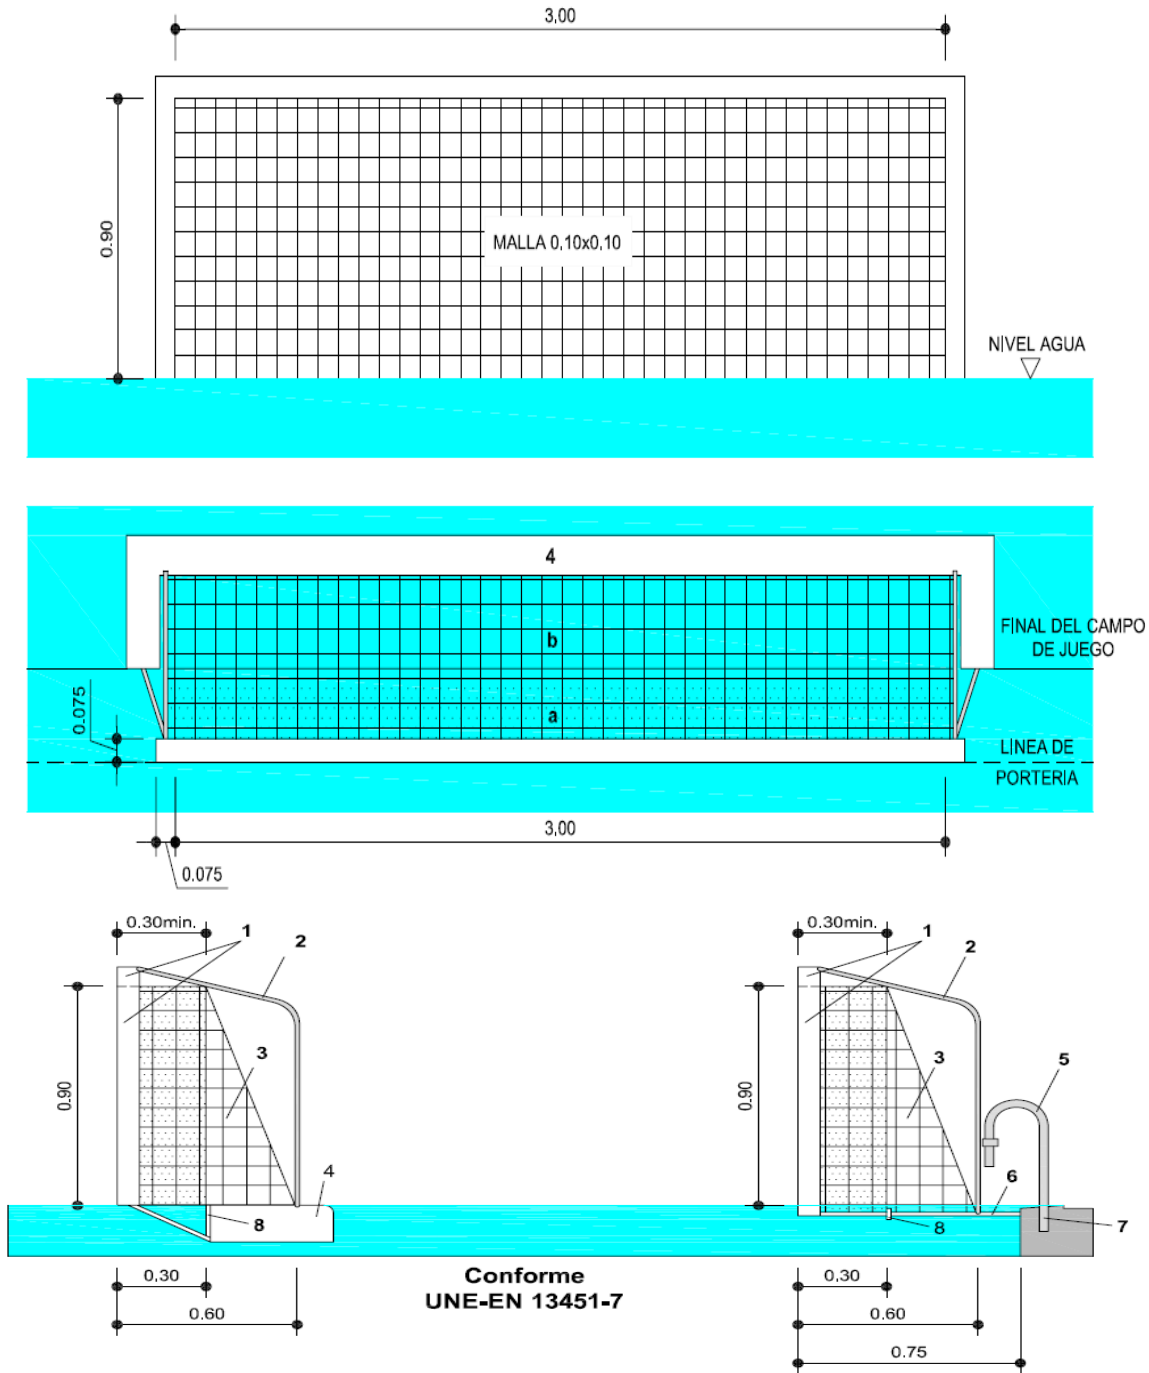 3,00
0.90
MALLA 0,10x0,10
NIVEL AGUA
4
b
FINAL DEL CAMPO
DE JUEGO
0.075
a
LINEA DE
PORTERIA
3,00
0.075
0.30min.
1
2
3
0.90
4
8
0,30
0.60
Conforme
UNE-EN 13451-7
0.30min.
1
2
3
5
0.90
6
8
7
0,30
0.60
0.75